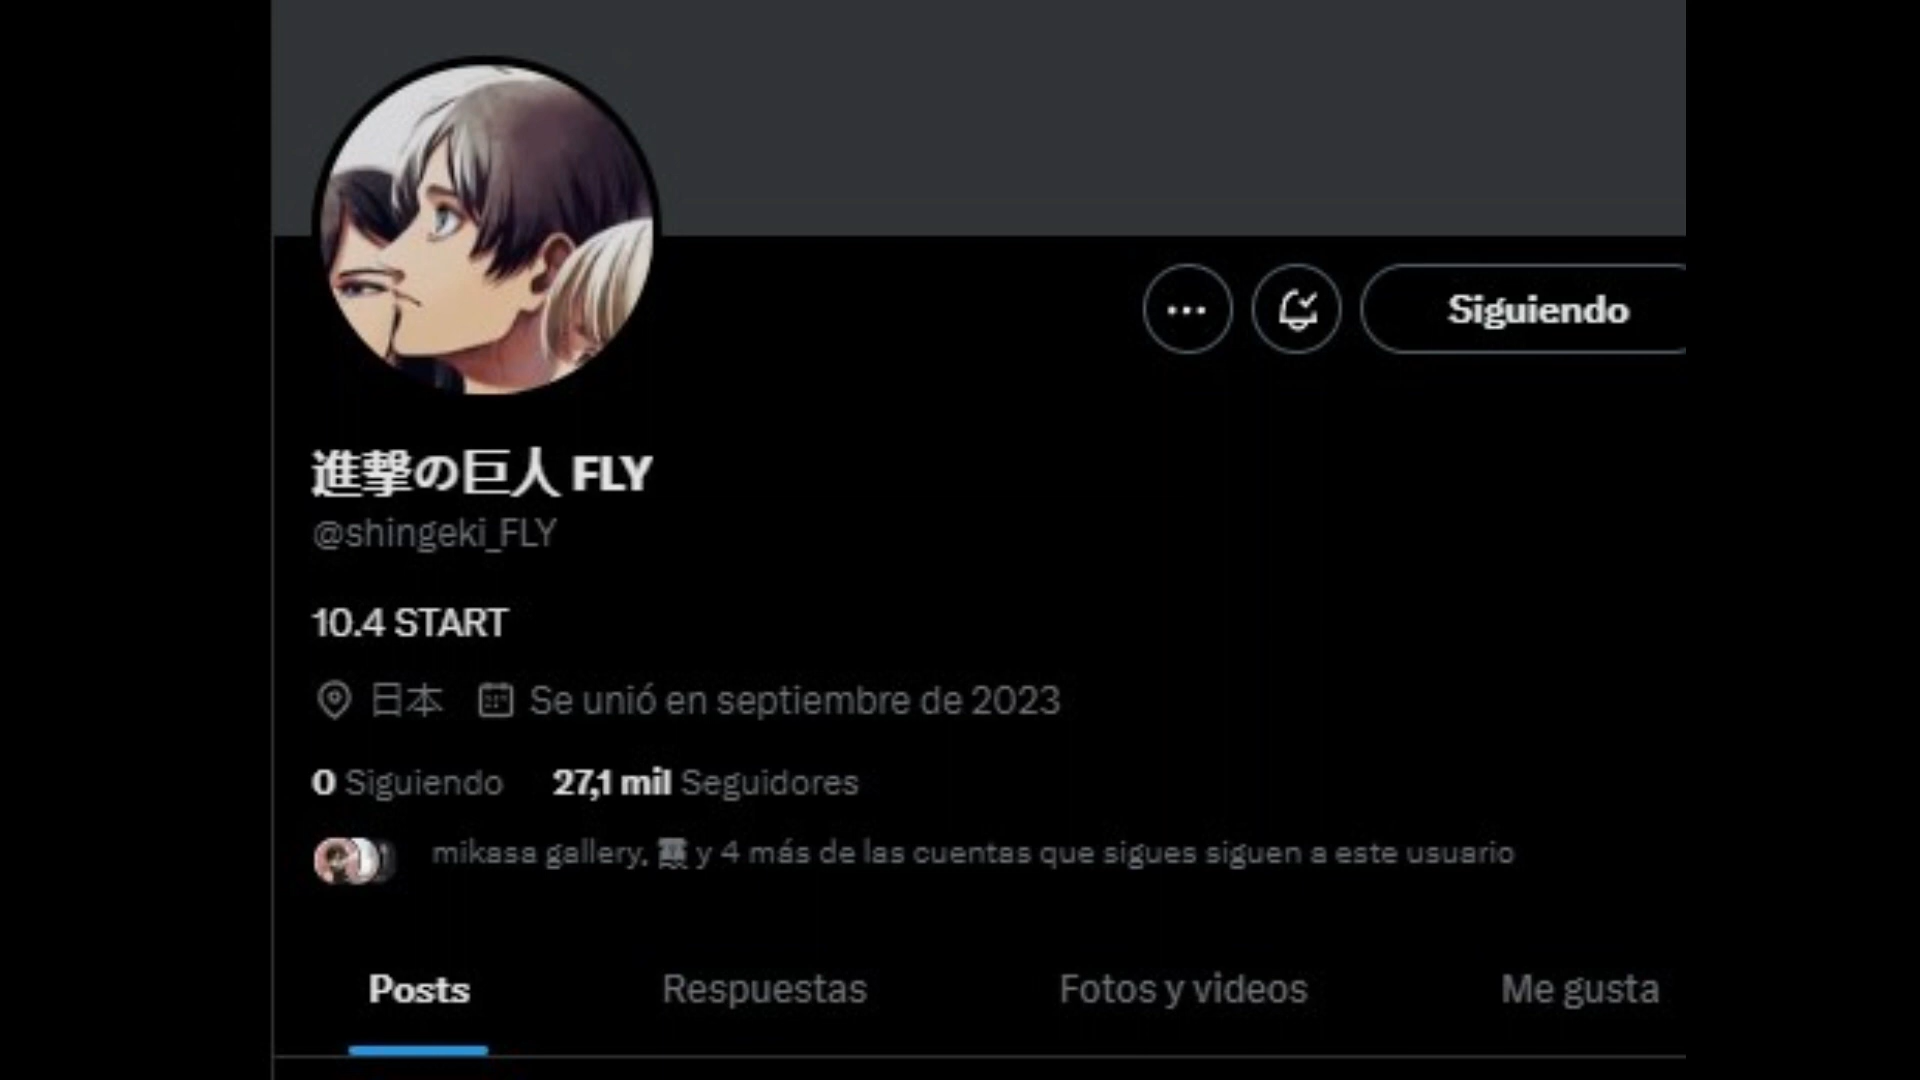 Siguiendo
進撃の巨人 FLY
@shingeki_FLY
10.4 START
日本 Se unió en septiembre de 2023
0 Siguiendo 27,1 mil Seguidores
mikasa gallery, y 4 más de las cuentas que sigues siguen a este usuario
Posts Respuestas Fotos y videos Me gusta